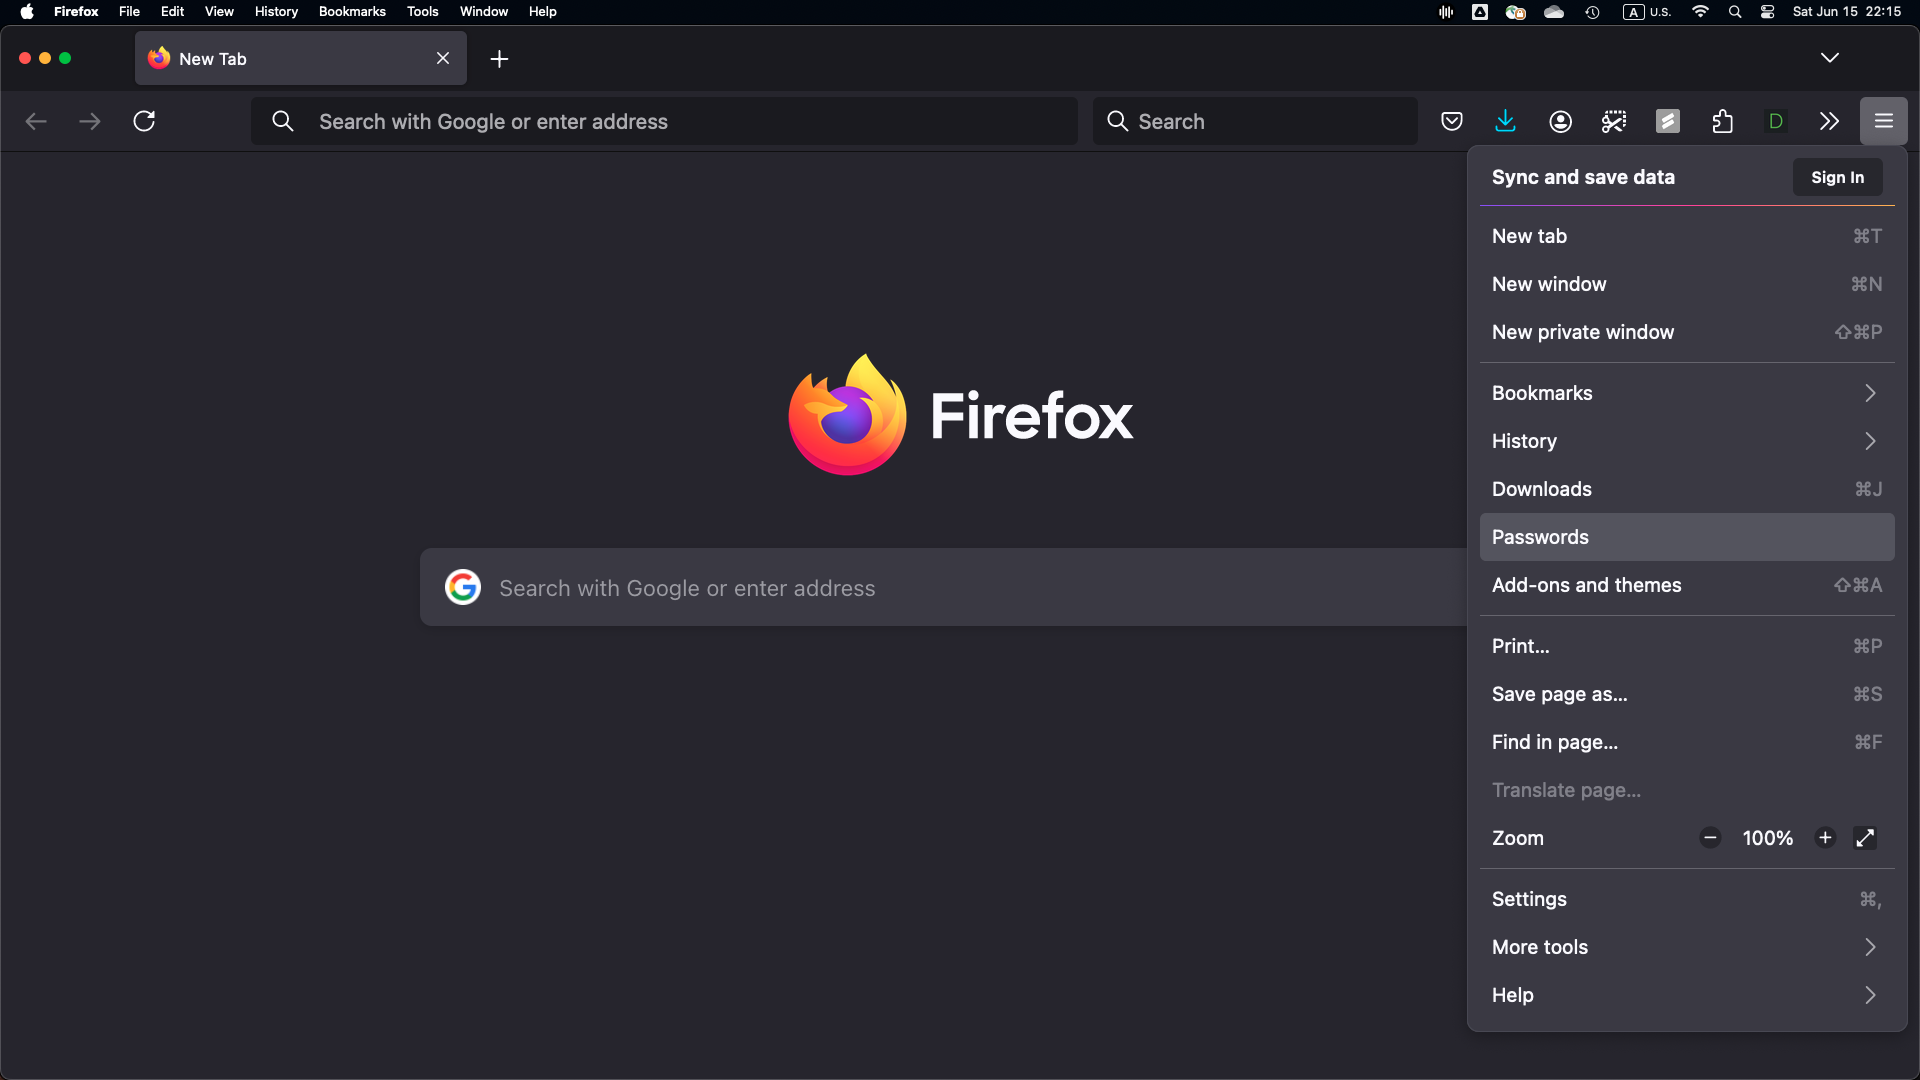 Firefox File Edit View History Bookmarks Tools Window Help A U.S. Sat Jun 15 22:15
New Tab
Search with Google or enter address Search D
Sync and save data Sign In
New tab ⌘T
New window ⌘N
New private window ⇧⌘P
Bookmarks
History
Downloads ⌘J
Passwords
Add-ons and themes ⇧⌘A
Print... ⌘P
Save page as... ⌘S
Find in page... ⌘F
Translate page...
Zoom − 100% +
Settings ⌘,
More tools
Help
Firefox
Search with Google or enter address